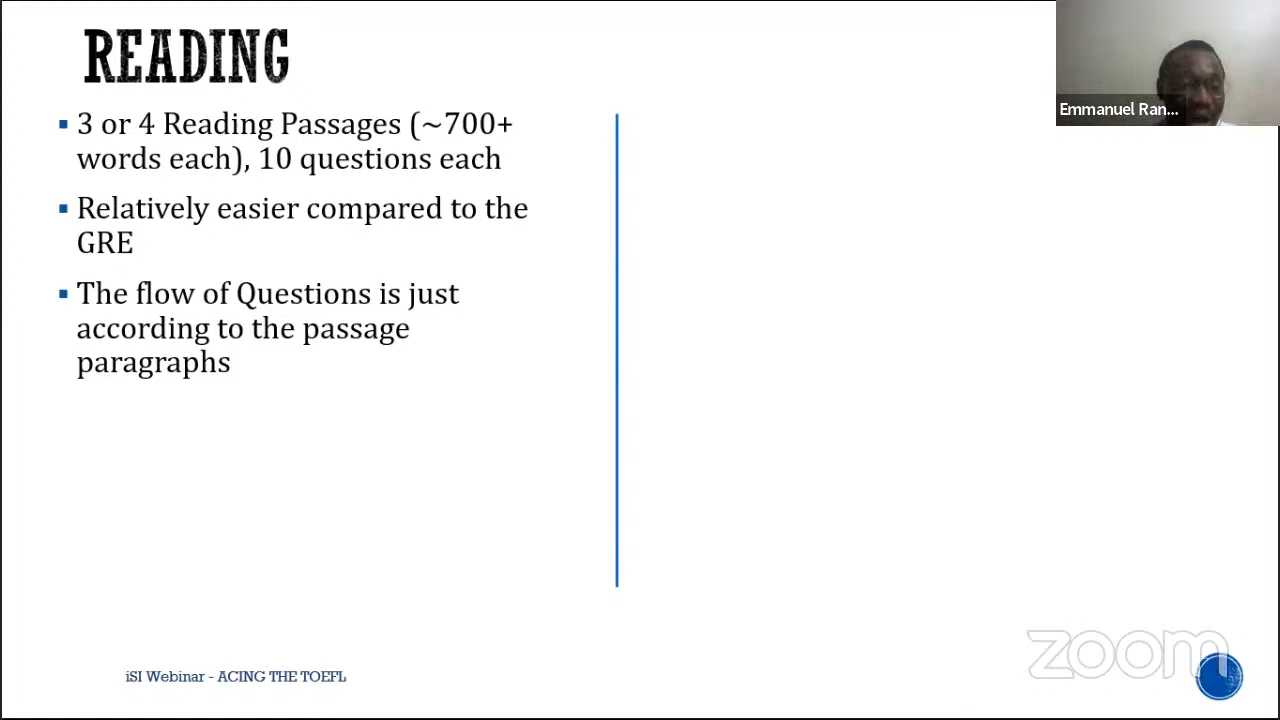 READING
▪ 3 or 4 Reading Passages (~700+
words each), 10 questions each
▪ Relatively easier compared to the
GRE
▪ The flow of Questions is just
according to the passage
paragraphs
Emmanuel Ran...
iSI Webinar - ACING THE TOEFL
zoom